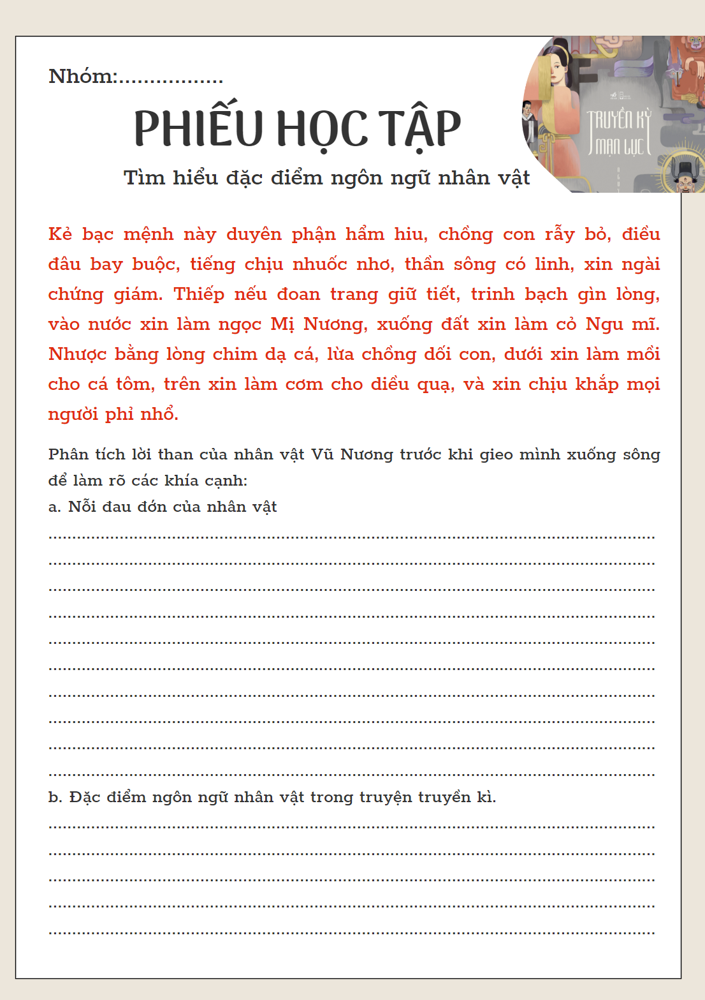 Nhóm:.................
TRUYỀN KỲ
MẠN LỤC
PHIẾU HỌC TẬP
Tìm hiểu đặc điểm ngôn ngữ nhân vật
Kẻ bạc mệnh này duyên phận hẩm hiu, chồng con rẫy bỏ, điều
đâu bay buộc, tiếng chịu nhuốc nhơ, thần sông có linh, xin ngài
chứng giám. Thiếp nếu đoan trang giữ tiết, trinh bạch gìn lòng,
vào nước xin làm ngọc Mị Nương, xuống đất xin làm cỏ Ngu mĩ.
Nhược bằng lòng chim dạ cá, lừa chồng dối con, dưới xin làm mồi
cho cá tôm, trên xin làm cơm cho diều quạ, và xin chịu khắp mọi
người phỉ nhổ.
Phân tích lời than của nhân vật Vũ Nương trước khi gieo mình xuống sông
để làm rõ các khía cạnh:
a. Nỗi đau đớn của nhân vật
b. Đặc điểm ngôn ngữ nhân vật trong truyện truyền kì.